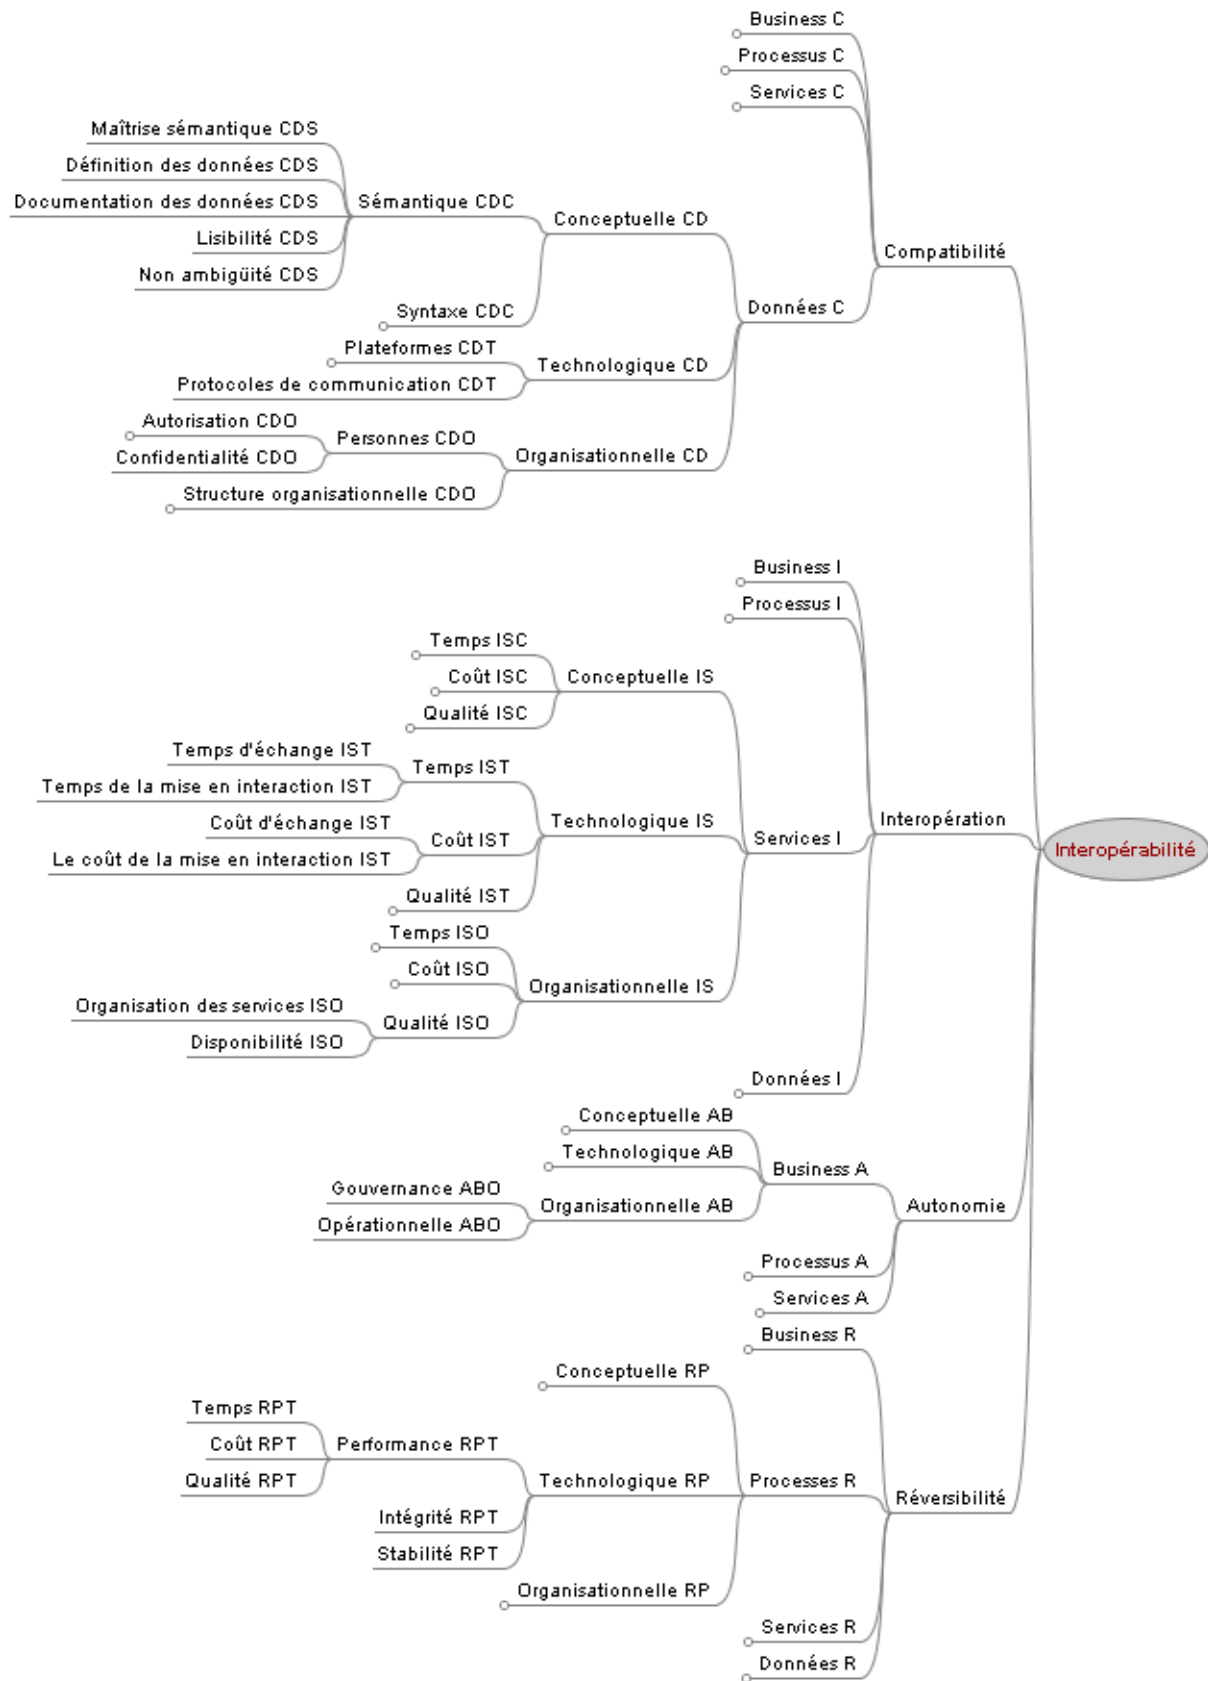 Business C
Processus C
Services C
Maîtrise sémantique CDS
Définition des données CDS
Documentation des données CDS
Sémantique CDC
Lisibilité CDS
Non ambigüité CDS
Conceptuelle CD
Compatibilité
Syntaxe CDC
Données C
Plateformes CDT
Technologique CD
Protocoles de communication CDT
Autorisation CDO
Personnes CDO
Confidentialité CDO
Organisationnelle CD
Structure organisationnelle CDO
Business I
Processus I
Temps ISC
Coût ISC
Conceptuelle IS
Qualité ISC
Temps d'échange IST
Temps IST
Temps de la mise en interaction IST
Coût d'échange IST
Technologique IS
Interopération
Coût IST
Services I
Le coût de la mise en interaction IST
Interopérabilité
Qualité IST
Temps ISO
Coût ISO
Organisationnelle IS
Organisation des services ISO
Qualité ISO
Disponibilité ISO
Données I
Conceptuelle AB
Technologique AB
Business A
Gouvernance ABO
Organisationnelle AB
Autonomie
Opérationnelle ABO
Processus A
Services A
Business R
Conceptuelle RP
Temps RPT
Coût RPT
Performance RPT
Qualité RPT
Technologique RP
Processes R
Réversibilité
Intégrité RPT
Stabilité RPT
Organisationnelle RP
Services R
Données R